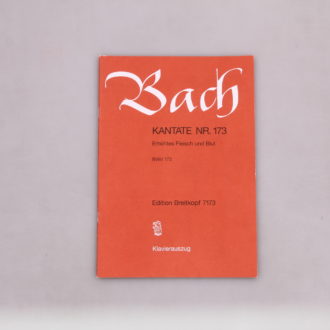 Bach
KANTATE NR. 173
Erhöhtes Fleisch und Blut
BWV 173
Edition Breitkopf 7173
Klavierauszug